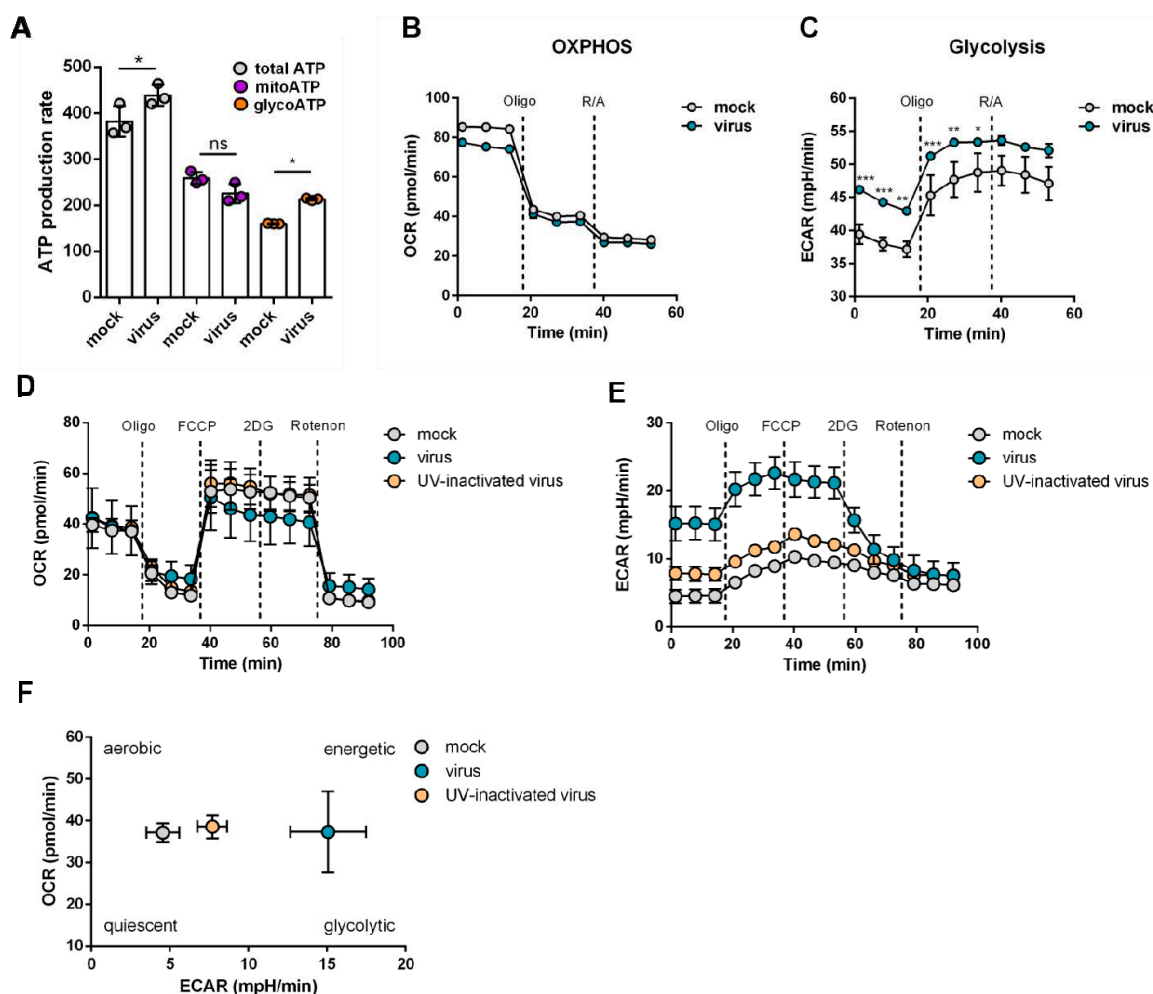 A
500
400
300
200
100
0
ATP production rate
*
ns
*
total ATP
mitoATP
glycoATP
mock
virus
mock
virus
mock
virus
B
OXPHOS
100
80
60
40
20
0
OCR (pmol/min)
Oligo
R/A
mock
virus
0
20
40
60
Time (min)
C
Glycolysis
60
55
50
45
40
35
30
ECAR (mpH/min)
Oligo
R/A
***
***
**
***
**
*
mock
virus
0
20
40
60
Time (min)
D
80
60
40
20
0
OCR (pmol/min)
Oligo
FCCP
2DG
Rotenon
mock
virus
UV-inactivated virus
0
20
40
60
80
100
Time (min)
E
30
20
10
0
ECAR (mpH/min)
Oligo
FCCP
2DG
Rotenon
mock
virus
UV-inactivated virus
0
20
40
60
80
100
Time (min)
F
60
50
40
30
20
10
OCR (pmol/min)
aerobic
energetic
quiescent
glycolytic
mock
virus
UV-inactivated virus
0
5
10
15
20
ECAR (mpH/min)